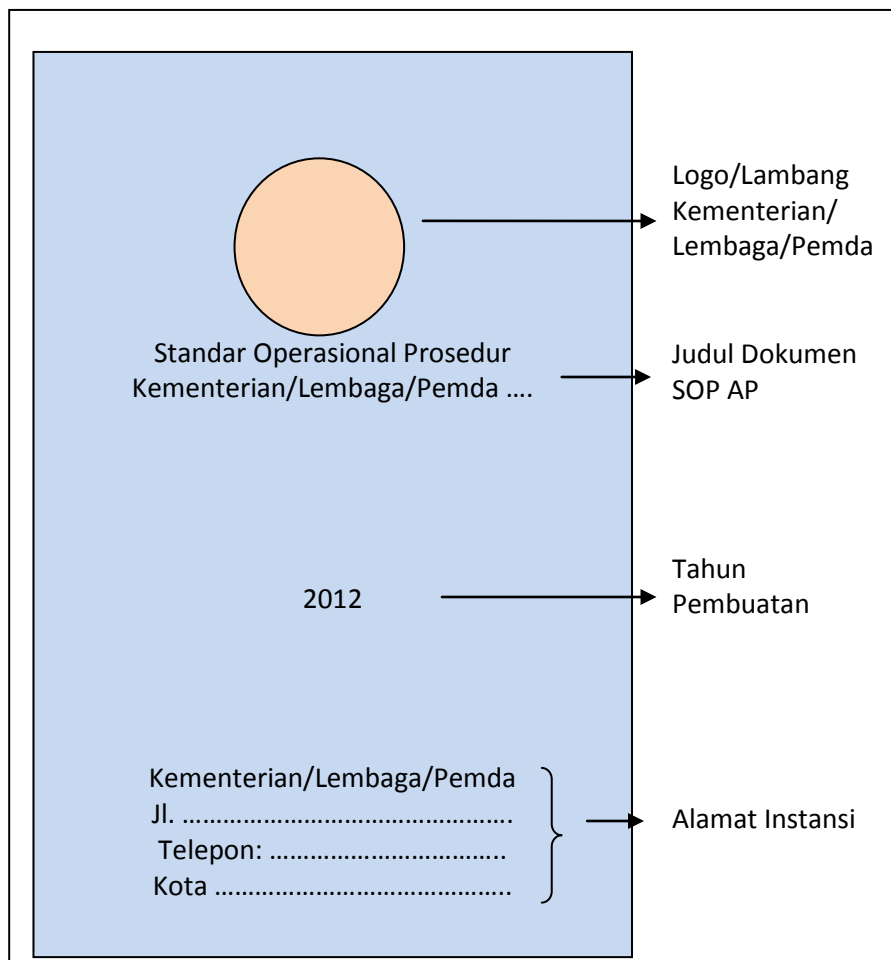 Logo/Lambang
Kementerian/
Lembaga/Pemda
Standar Operasional Prosedur
Kementerian/Lembaga/Pemda ....
Judul Dokumen
SOP AP
2012
Tahun
Pembuatan
Kementerian/Lembaga/Pemda
Jl. ………………………………………….
Telepon: ……………………………..
Kota ……………………………………..
Alamat Instansi